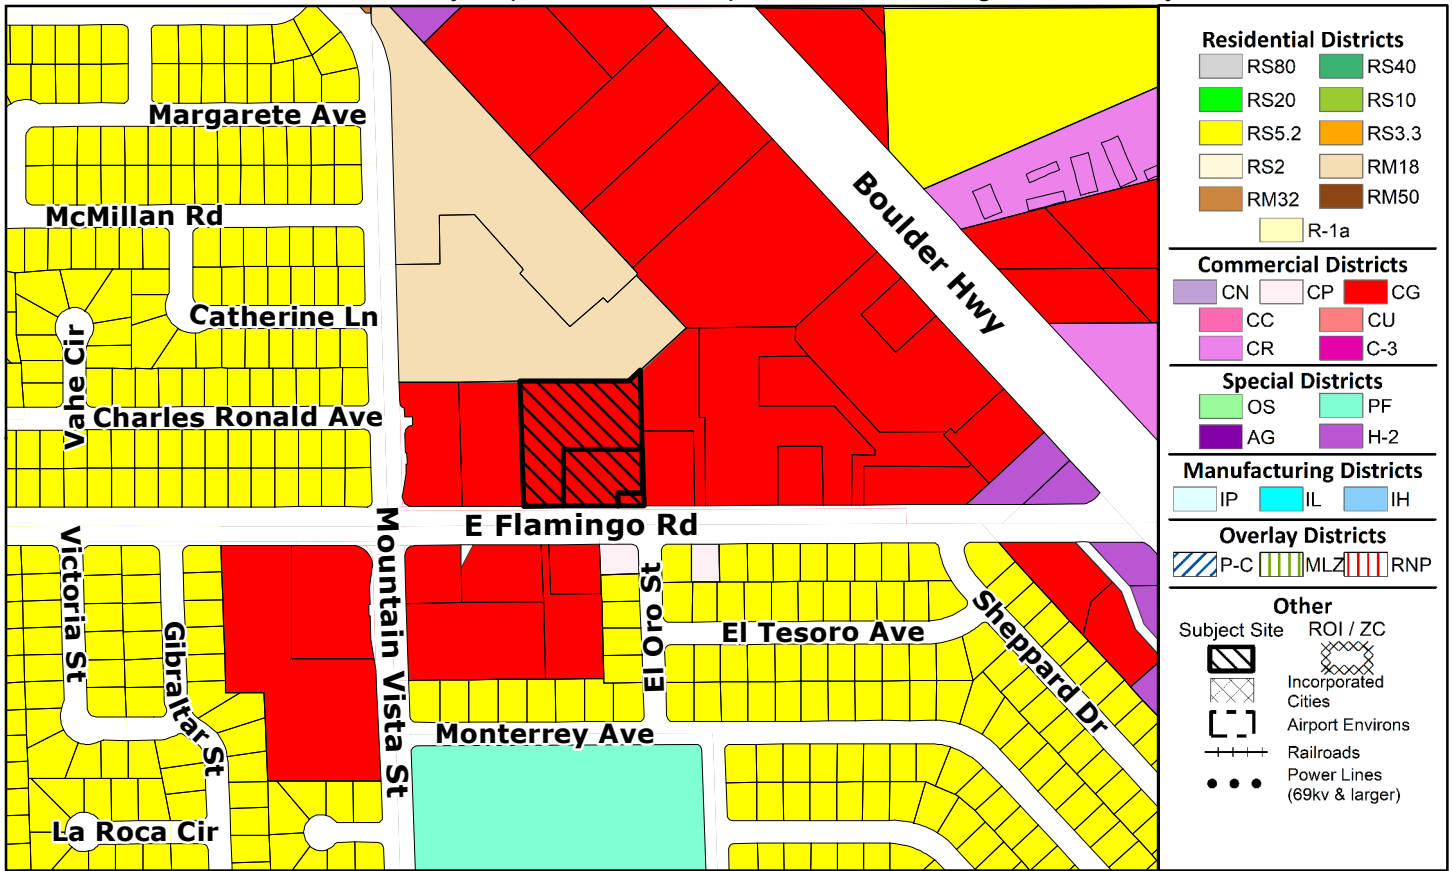 Margarete Ave
McMillan Rd
Catherine Ln
Vahe Cir
Charles Ronald Ave
Boulder Hwy
E Flamingo Rd
Victoria St
Gibraltar St
Mountain Vista St
El Oro St
El Tesoro Ave
Sheppard Dr
Monterrey Ave
La Roca Cir
Residential Districts
RS80 RS40
RS20 RS10
RS5.2 RS3.3
RS2 RM18
RM32 RM50
R-1a
Commercial Districts
CN CP CG
CC CU
CR C-3
Special Districts
OS PF
AG H-2
Manufacturing Districts
IP IL IH
Overlay Districts
P-C MLZ RNP
Other
Subject Site ROI / ZC
Incorporated
Cities
Airport Environs
Railroads
Power Lines
(69kv & larger)